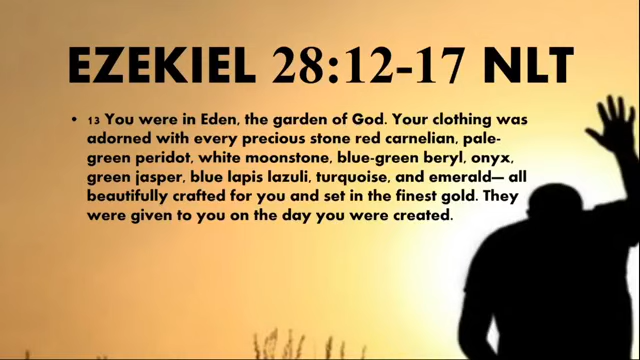 EZEKIEL 28:12-17 NLT
• 13 You were in Eden, the garden of God. Your clothing was
adorned with every precious stone red carnelian, pale-
green peridot, white moonstone, blue-green beryl, onyx,
green jasper, blue lapis lazuli, turquoise, and emerald— all
beautifully crafted for you and set in the finest gold. They
were given to you on the day you were created.